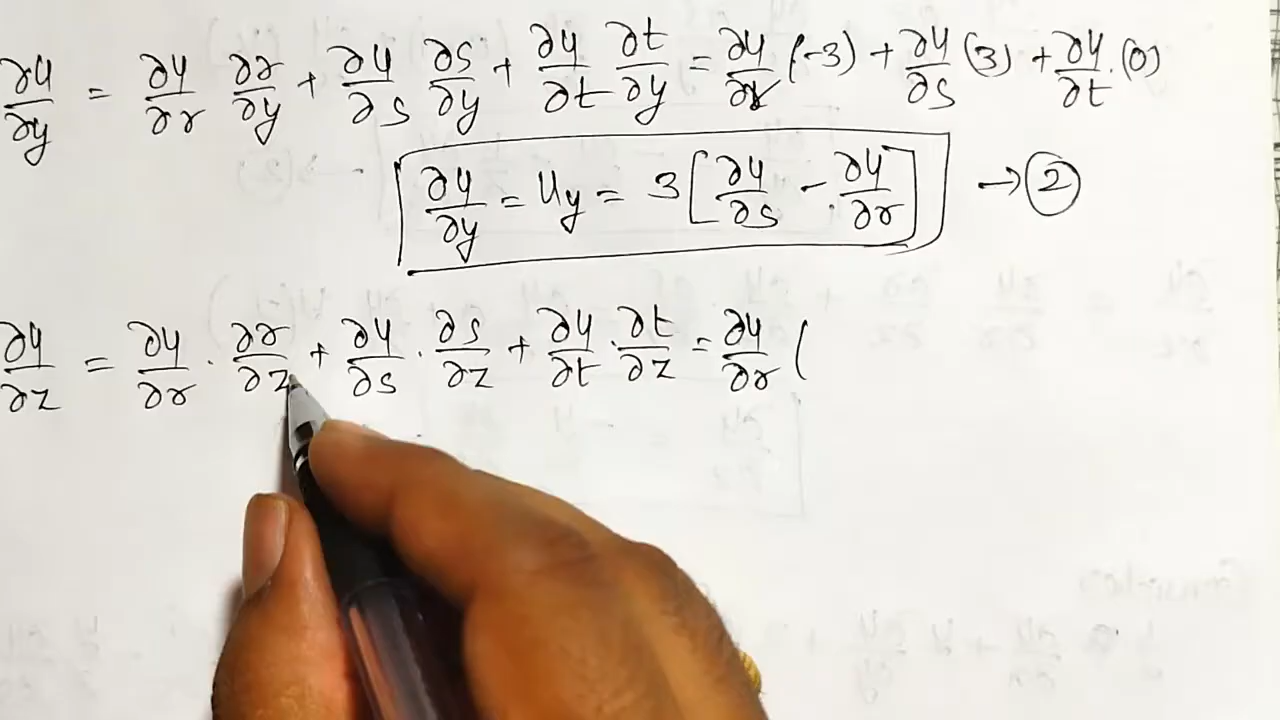 ∂u/∂y = ∂u/∂r ∂r/∂y + ∂u/∂s ∂s/∂y + ∂u/∂t ∂t/∂y = ∂u/∂r (-3) + ∂u/∂s (3) + ∂u/∂t · (0)
∂u/∂y = u_y = 3 [ ∂u/∂s - ∂u/∂r ] → ②
∂u/∂z = ∂u/∂r · ∂r/∂z + ∂u/∂s · ∂s/∂z + ∂u/∂t · ∂t/∂z = ∂u/∂r (